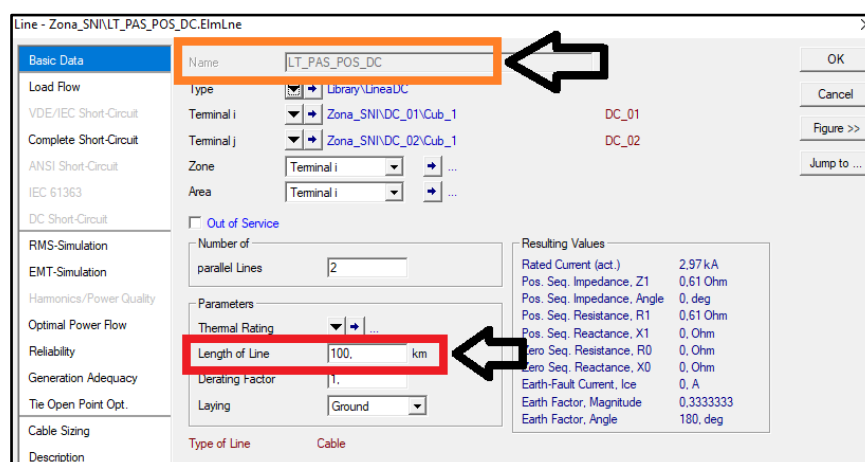 Line - Zona_SNI\LT_PAS_POS_DC.ElmLne
Basic Data
Load Flow
VDE/IEC Short-Circuit
Complete Short-Circuit
ANSI Short-Circuit
IEC 61363
DC Short-Circuit
RMS-Simulation
EMT-Simulation
Harmonics/Power Quality
Optimal Power Flow
Reliability
Generation Adequacy
Tie Open Point Opt.
Cable Sizing
Description
Name LT_PAS_POS_DC
Type Library\LineaDC
Terminal i Zona_SNI\DC_01\Cub_1 DC_01
Terminal j Zona_SNI\DC_02\Cub_1 DC_02
Zone Terminal i ...
Area Terminal i ...
Out of Service
Number of
parallel Lines 2
Parameters
Thermal Rating ...
Length of Line 100, km
Derating Factor 1,
Laying Ground
Type of Line Cable
Resulting Values
Rated Current (act.) 2,97 kA
Pos. Seq. Impedance, Z1 0,61 Ohm
Pos. Seq. Impedance, Angle 0, deg
Pos. Seq. Resistance, R1 0,61 Ohm
Pos. Seq. Reactance, X1 0, Ohm
Zero Seq. Resistance, R0 0, Ohm
Zero Seq. Reactance, X0 0, Ohm
Earth-Fault Current, Ice 0, A
Earth Factor, Magnitude 0,3333333
Earth Factor, Angle 180, deg
OK
Cancel
Figure >>
Jump to ...